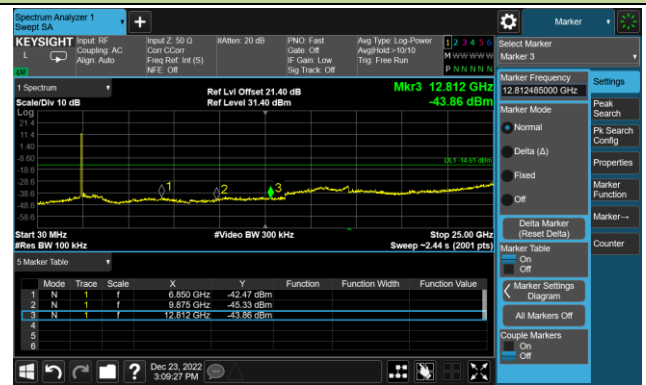 Spectrum Analyzer 1
Swept SA
Marker
KEYSIGHT
L
Input: RF
Coupling: AC
Align: Auto
Input Z: 50 Ω
Corr CCorr
Freq Ref: Int (S)
NFE: Off
#Atten: 20 dB
PNO: Fast
Gate: Off
IF Gain: Low
Sig Track: Off
Avg Type: Log-Power
Avg|Hold:>10/10
Trig: Free Run
1 2 3 4 5 6
M W W W W W
P N N N N N
Select Marker
Marker 3
1 Spectrum
Scale/Div 10 dB
Log
Ref Lvl Offset 21.40 dB
Ref Level 31.40 dBm
Mkr3 12.812 GHz
-43.86 dBm
21.4
11.4
1.40
-8.60
-18.6
-28.6
-38.6
-48.6
-58.6
DL1 -14.61 dBm
1
2
3
Start 30 MHz
#Res BW 100 kHz
#Video BW 300 kHz
Stop 25.00 GHz
Sweep ~2.44 s (2001 pts)
5 Marker Table
Mode Trace Scale X Y Function Function Width Function Value
1 N 1 f 6.850 GHz -42.47 dBm
2 N 1 f 9.875 GHz -45.33 dBm
3 N 1 f 12.812 GHz -43.86 dBm
4
5
6
Marker Frequency
12.812485000 GHz
Marker Mode
Normal
Delta (Δ)
Fixed
Off
Delta Marker
(Reset Delta)
Marker Table
On
Off
Marker Settings
Diagram
All Markers Off
Couple Markers
On
Off
Settings
Peak
Search
Pk Search
Config
Properties
Marker
Function
Marker→
Counter
?
Dec 23, 2022
3:09:27 PM